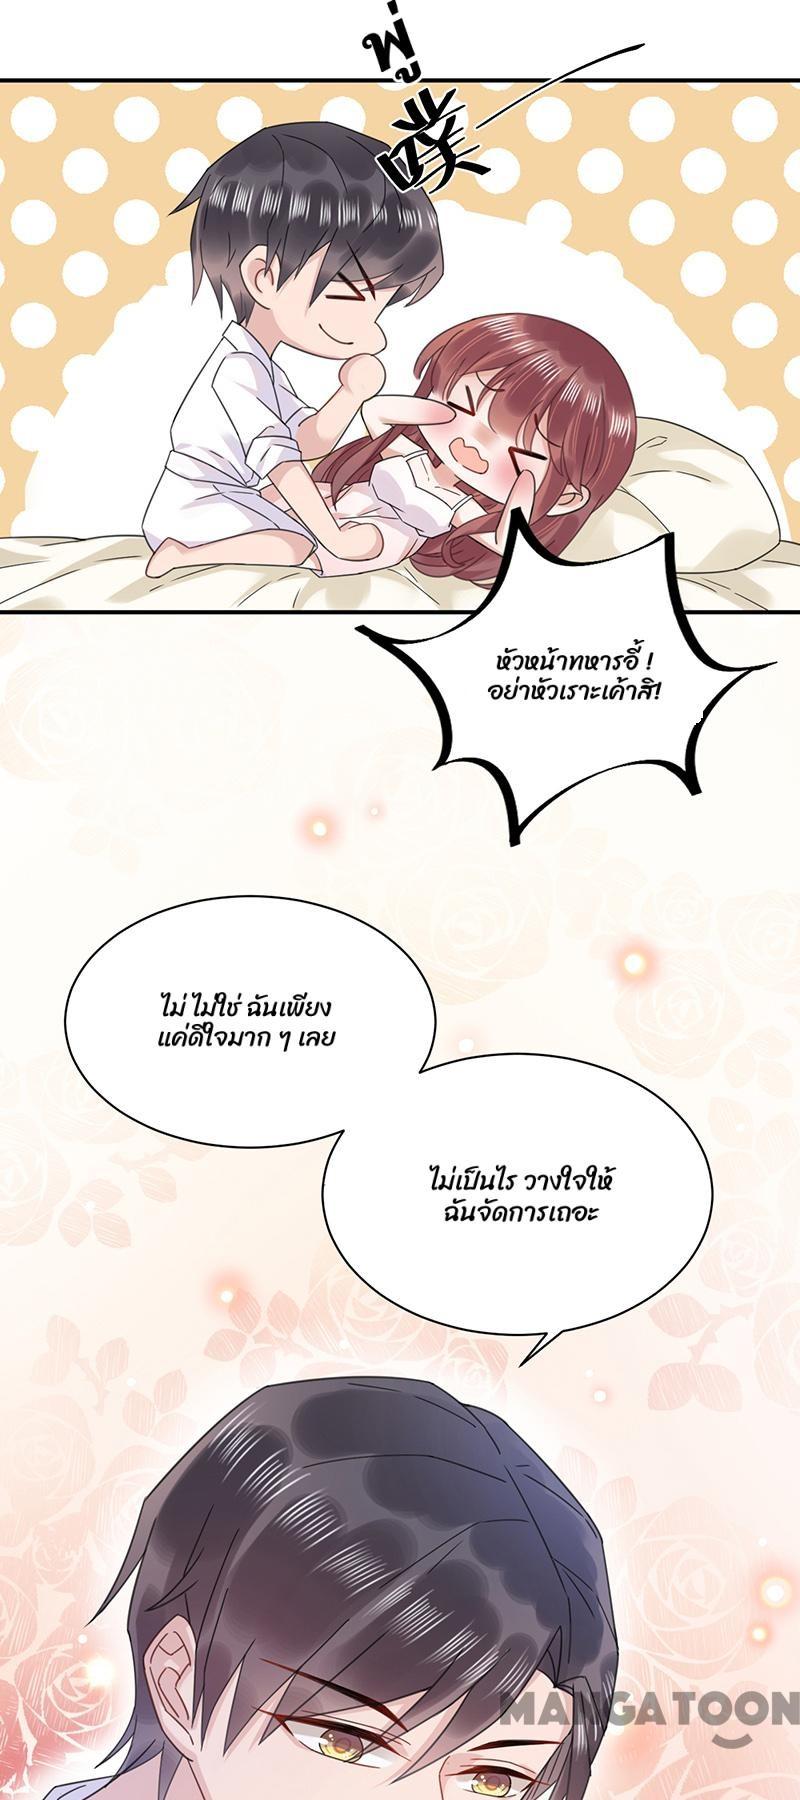 พู่
噗
หัวหน้าทหารอี้ !
อย่าหัวเราะเค้าสิ!
ไม่ ไม่ใช่ ฉันเพียง
แค่ดีใจมาก ๆ เลย
ไม่เป็นไร วางใจให้
ฉันจัดการเถอะ
MANGATOON